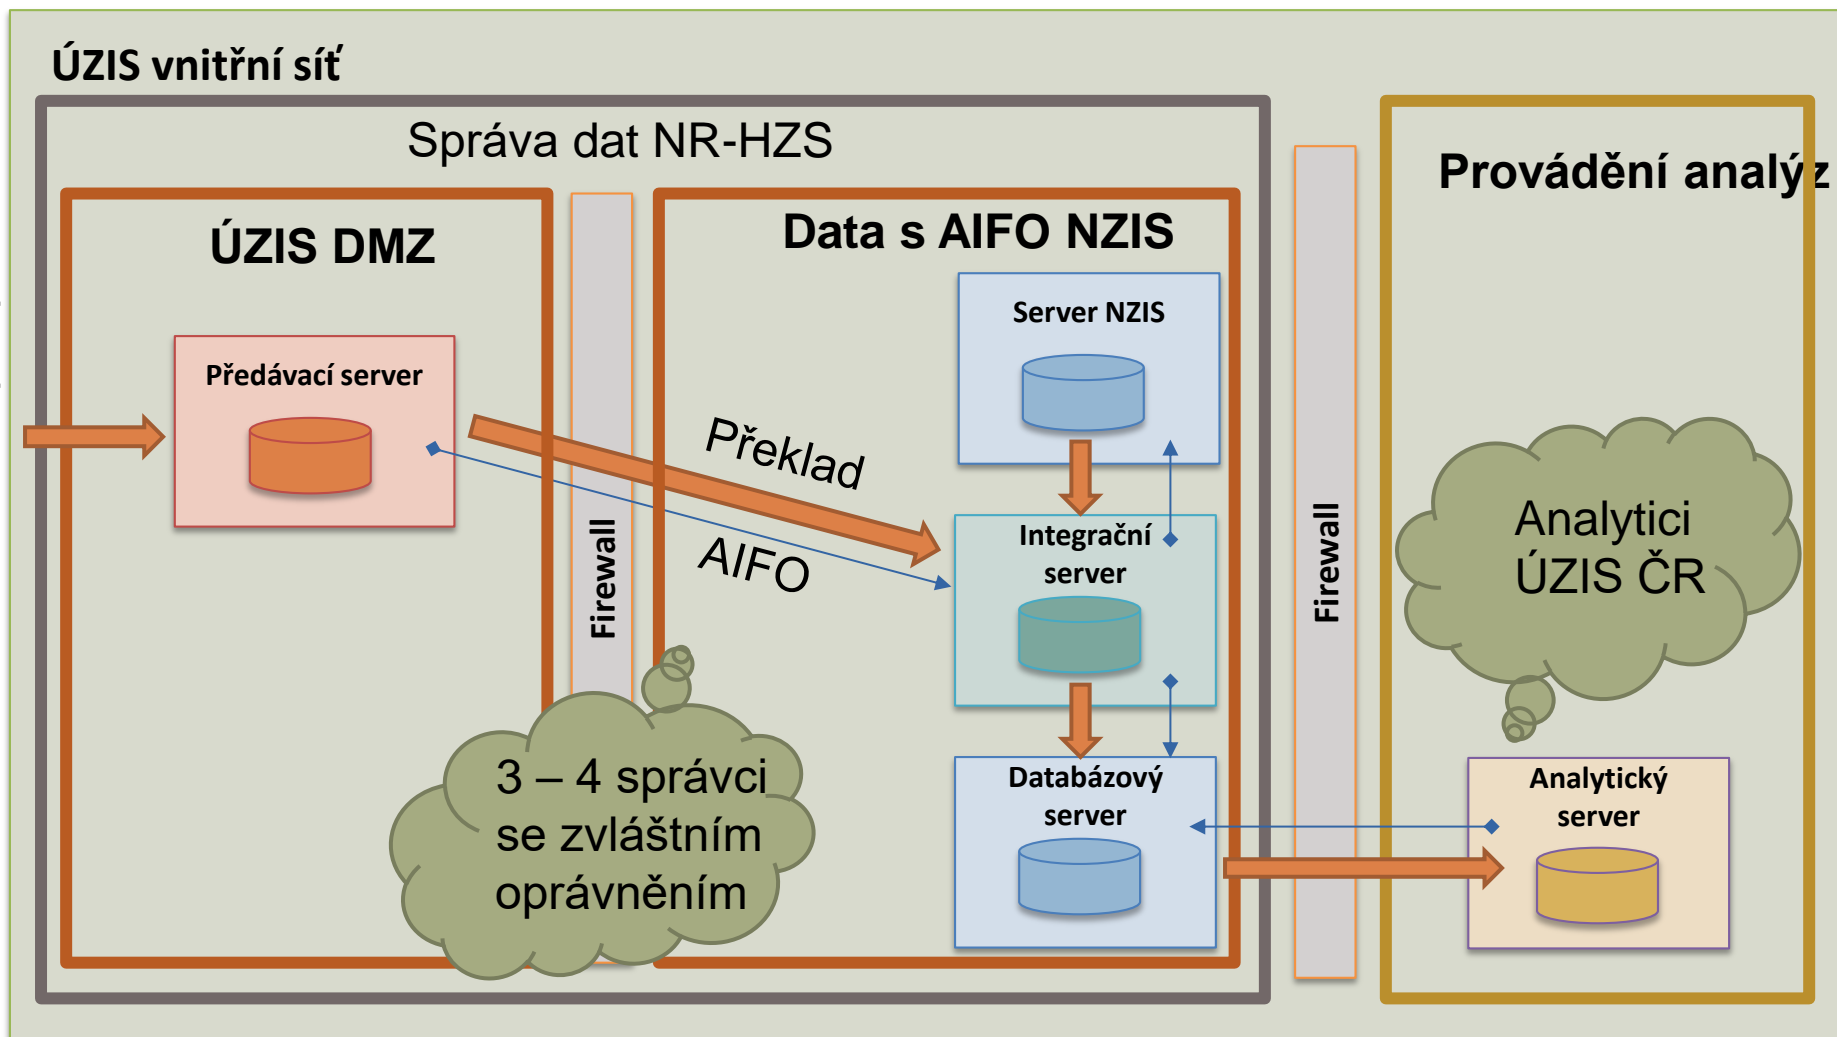 ÚZIS vnitřní síť
Správa dat NR-HZS
ÚZIS DMZ
Předávací server
Firewall
Data s AIFO NZIS
Server NZIS
Překlad
AIFO
Integrační
server
Databázový
server
3 – 4 správci
se zvláštním
oprávněním
Firewall
Provádění analýz
Analytici
ÚZIS ČR
Analytický
server